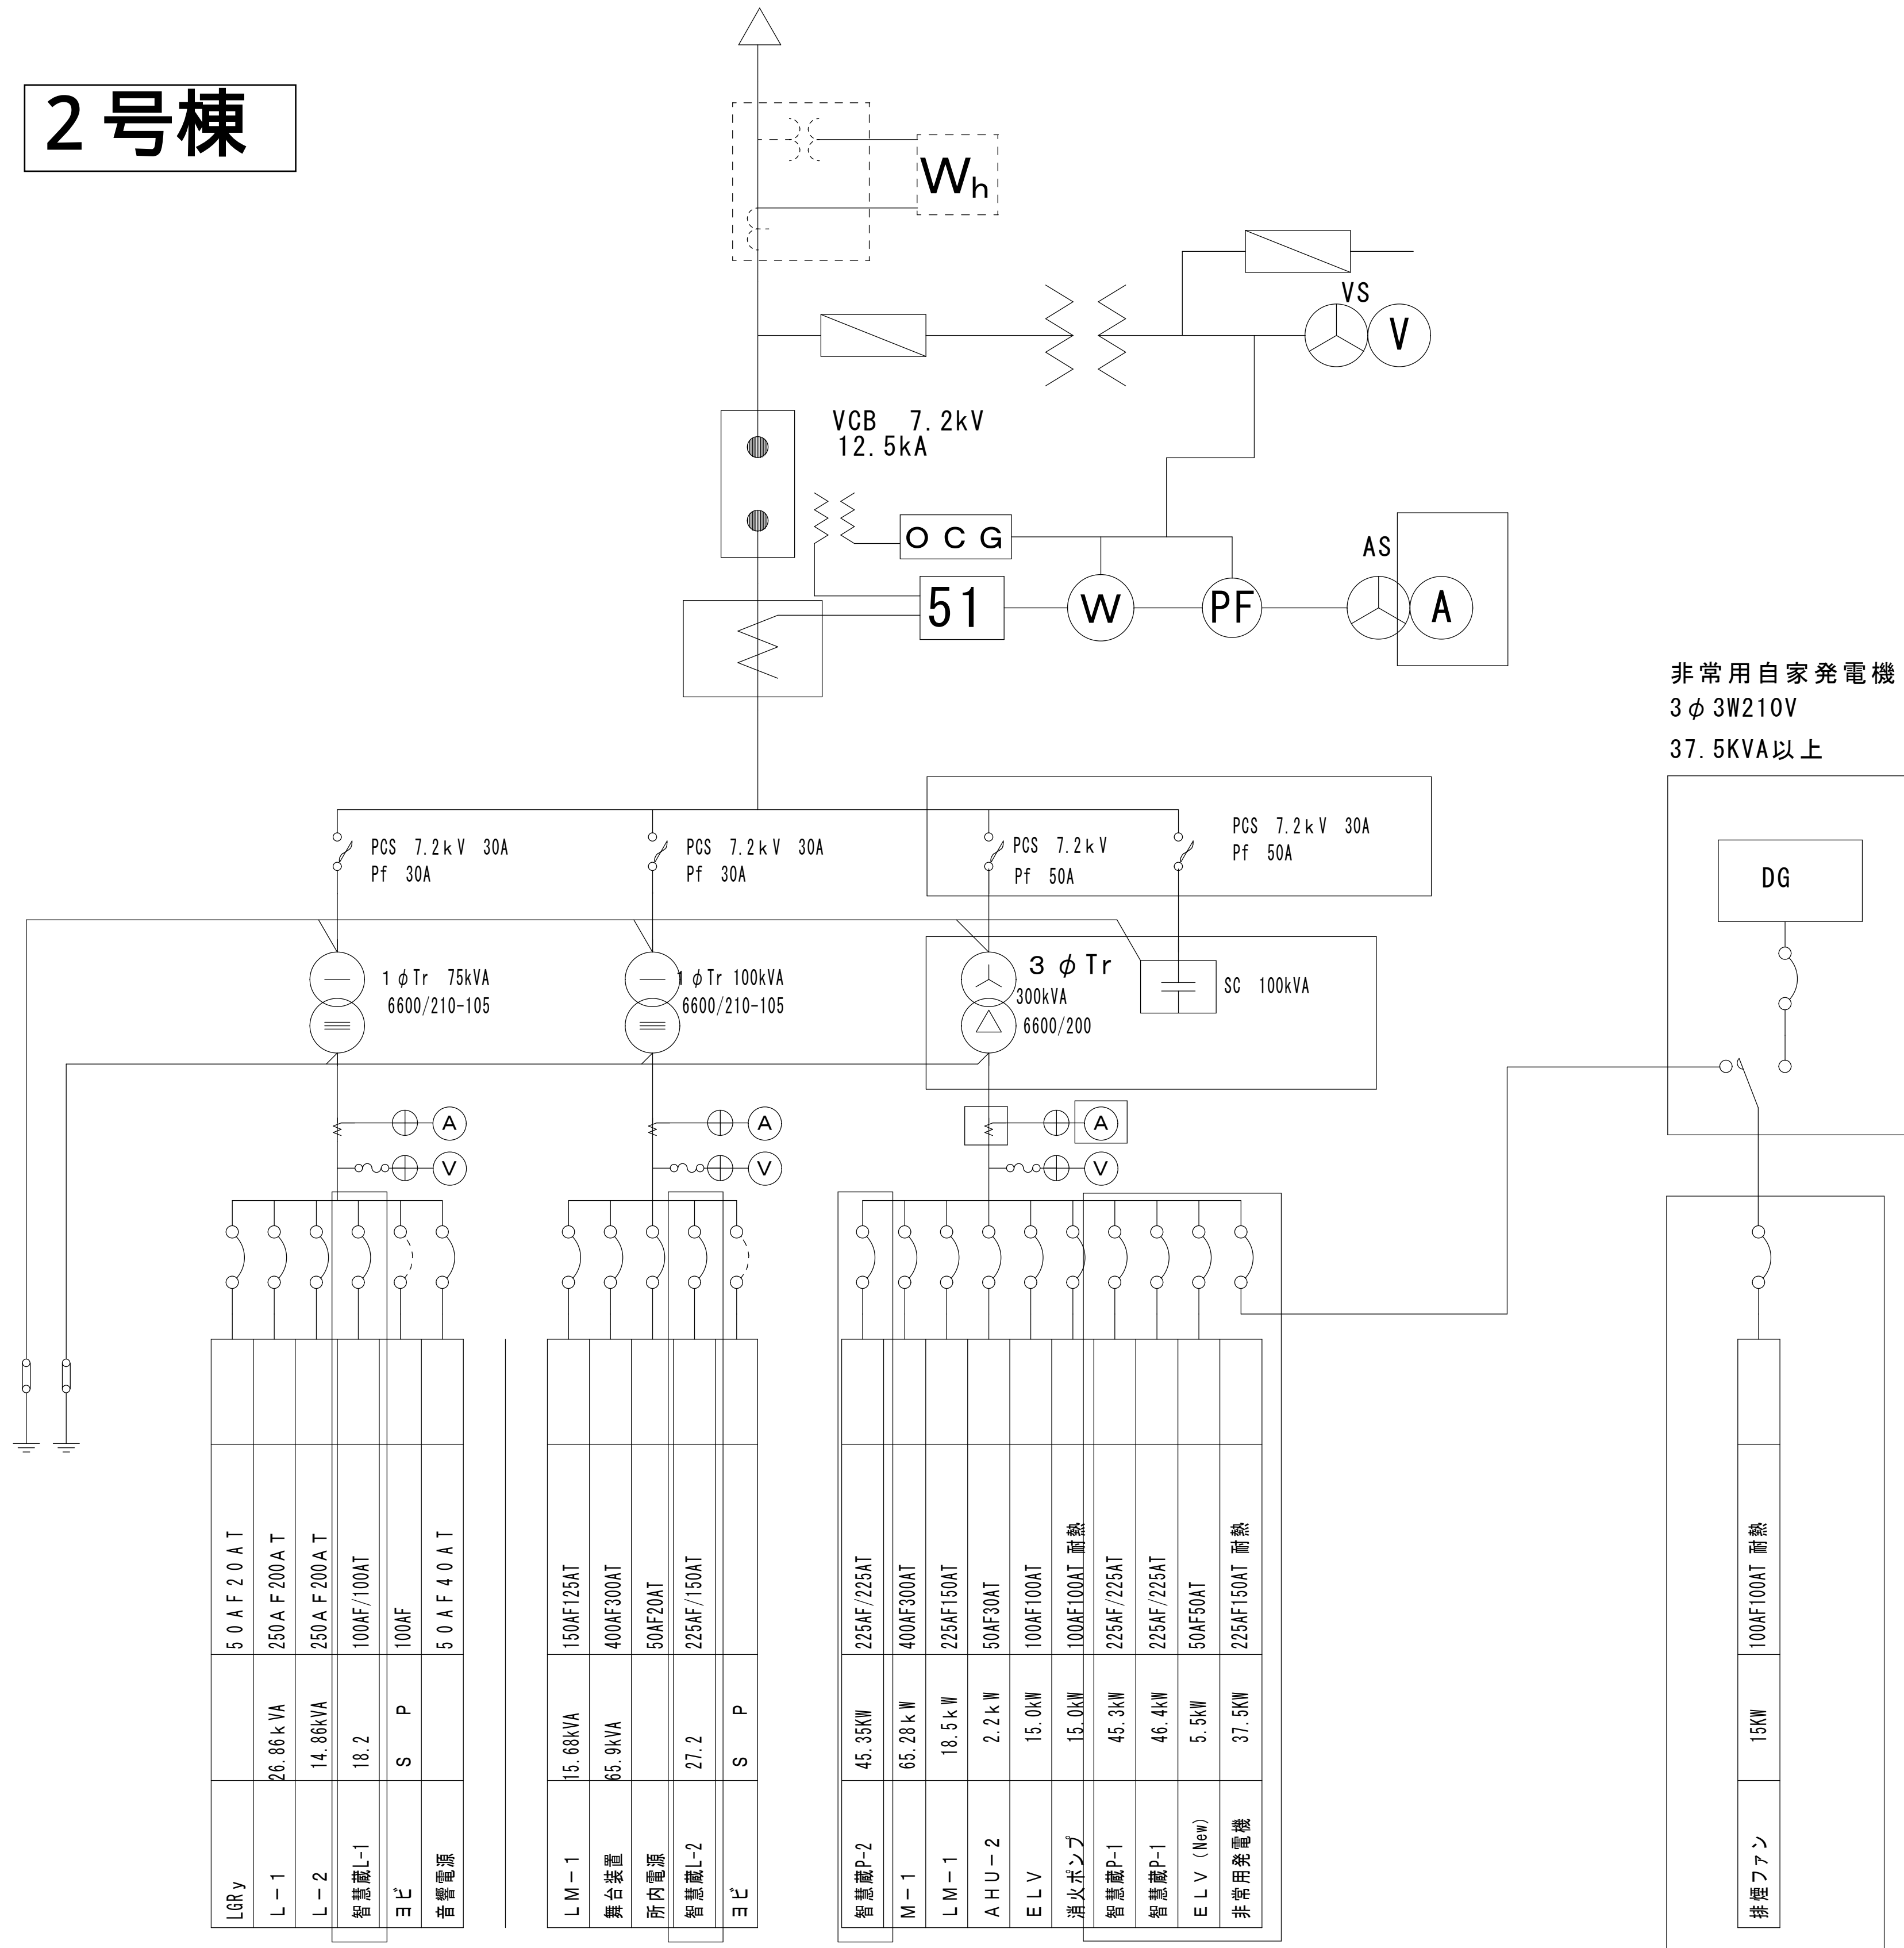 2号棟
Wh
VS
V
VCB 7.2kV
12.5kA
OCG
AS
51
W
PF
A
非常用自家発電機
3φ3W210V
37.5KVA以上
DG
PCS 7.2kV 30A
Pf 30A
PCS 7.2kV 30A
Pf 30A
PCS 7.2kV
Pf 50A
PCS 7.2kV 30A
Pf 50A
1φTr 75kVA
6600/210-105
1φTr 100kVA
6600/210-105
3φTr
300kVA
6600/200
SC 100kVA
A
V
A
V
A
V
50AF20AT
LGRy
250AF200AT
26.86kVA
L-1
250AF200AT
14.86kVA
L-2
100AF/100AT
18.2
智慧蔵L-1
100AF
SP
ヨビ
50AF40AT
音響電源
150AF125AT
15.68kVA
LM-1
400AF300AT
65.9kVA
舞台装置
50AF20AT
所内電源
225AF/150AT
27.2
智慧蔵L-2
SP
ヨビ
225AF/225AT
45.35KW
智慧蔵P-2
400AF300AT
65.28kW
M-1
225AF150AT
18.5kW
LM-1
50AF30AT
2.2kW
AHU-2
100AF100AT
15.0kW
ELV
100AF100AT 耐熱
15.0kW
消火ポンプ
225AF/225AT
45.3kW
智慧蔵P-1
225AF/225AT
46.4kW
智慧蔵P-1
50AF50AT
5.5kW
ELV (New)
225AF150AT 耐熱
37.5KW
非常用発電機
100AF100AT 耐熱
15KW
排煙ファン